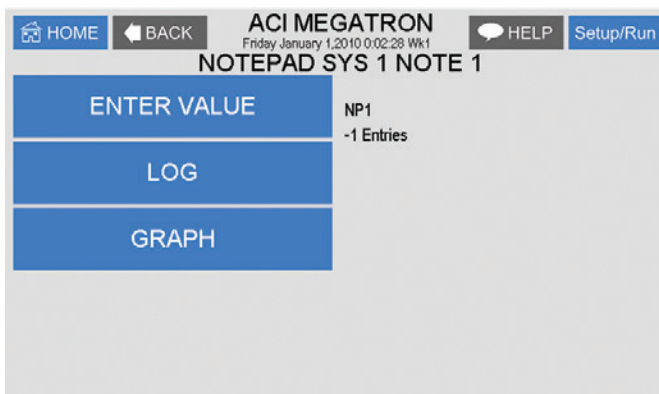 HOME BACK ACI MEGATRON HELP Setup/Run
Friday January 1,2010 0:02:28 Wk1
NOTEPAD SYS 1 NOTE 1
ENTER VALUE
NP1
-1 Entries
LOG
GRAPH